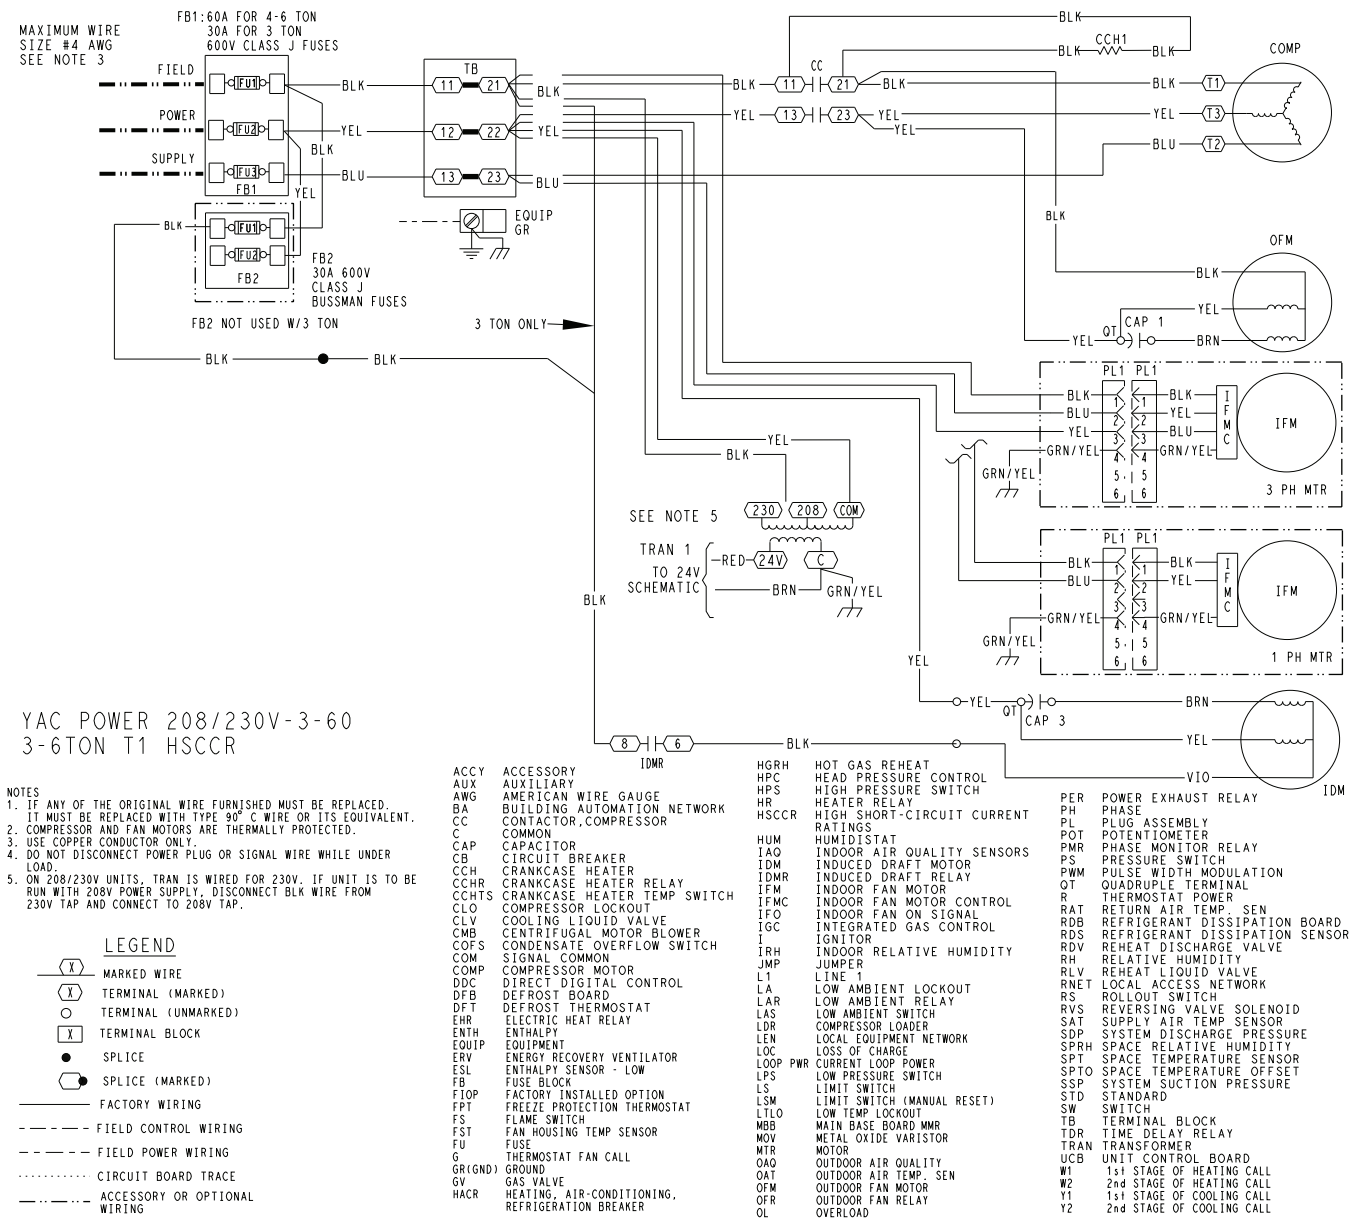 FB1:60A FOR 4-6 TON
30A FOR 3 TON
600V CLASS J FUSES
MAXIMUM WIRE
SIZE #4 AWG
SEE NOTE 3
FIELD
POWER
SUPPLY
FU1
FU2
FU3
FB1
BLK
YEL
BLU
BLK
YEL
TB
11
21
12
22
13
23
BLK
YEL
BLU
EQUIP
GR
BLK
FU1
FU2
FB2
FB2
30A 600V
CLASS J
BUSSMAN FUSES
FB2 NOT USED W/3 TON
BLK
BLK
3 TON ONLY
BLK
CCH1
BLK
BLK
CC
BLK
11
21
BLK
YEL
13
23
YEL
YEL
COMP
BLK
T1
YEL
T3
BLU
T2
BLK
OFM
BLK
YEL
CAP 1
QT
YEL
BRN
PL1
PL1
BLK
BLU
YEL
GRN/YEL
GRN/YEL
1
2
3
4
5
6
1
2
3
4
5
6
BLK
YEL
BLU
GRN/YEL
I
F
M
C
IFM
3 PH MTR
YEL
BLK
SEE NOTE 5
230
208
COM
TRAN 1
TO 24V
SCHEMATIC
RED
24V
C
BRN
GRN/YEL
BLK
YEL
PL1
PL1
BLK
BLU
GRN/YEL
GRN/YEL
1
2
3
4
5
6
1
2
3
4
5
6
BLK
YEL
GRN/YEL
I
F
M
C
IFM
1 PH MTR
YEL
QT
CAP 3
BRN
YEL
VIO
IDM
8
6
IDMR
BLK
YAC POWER 208/230V-3-60
3-6TON T1 HSCCR
NOTES
1. IF ANY OF THE ORIGINAL WIRE FURNISHED MUST BE REPLACED.
IT MUST BE REPLACED WITH TYPE 90° C WIRE OR ITS EQUIVALENT.
2. COMPRESSOR AND FAN MOTORS ARE THERMALLY PROTECTED.
3. USE COPPER CONDUCTOR ONLY.
4. DO NOT DISCONNECT POWER PLUG OR SIGNAL WIRE WHILE UNDER
LOAD.
5. ON 208/230V UNITS, TRAN IS WIRED FOR 230V. IF UNIT IS TO BE
RUN WITH 208V POWER SUPPLY, DISCONNECT BLK WIRE FROM
230V TAP AND CONNECT TO 208V TAP.
LEGEND
X MARKED WIRE
X TERMINAL (MARKED)
TERMINAL (UNMARKED)
X TERMINAL BLOCK
SPLICE
SPLICE (MARKED)
FACTORY WIRING
FIELD CONTROL WIRING
FIELD POWER WIRING
CIRCUIT BOARD TRACE
ACCESSORY OR OPTIONAL
WIRING
ACCY ACCESSORY
AUX AUXILIARY
AWG AMERICAN WIRE GAUGE
BA BUILDING AUTOMATION NETWORK
CC CONTACTOR,COMPRESSOR
C COMMON
CAP CAPACITOR
CB CIRCUIT BREAKER
CCH CRANKCASE HEATER
CCHR CRANKCASE HEATER RELAY
CCHTS CRANKCASE HEATER TEMP SWITCH
CLO COMPRESSOR LOCKOUT
CLV COOLING LIQUID VALVE
CMB CENTRIFUGAL MOTOR BLOWER
COFS CONDENSATE OVERFLOW SWITCH
COM SIGNAL COMMON
COMP COMPRESSOR MOTOR
DDC DIRECT DIGITAL CONTROL
DFB DEFROST BOARD
DFT DEFROST THERMOSTAT
EHR ELECTRIC HEAT RELAY
ENTH ENTHALPY
EQUIP EQUIPMENT
ERV ENERGY RECOVERY VENTILATOR
ESL ENTHALPY SENSOR - LOW
FB FUSE BLOCK
FIOP FACTORY INSTALLED OPTION
FPT FREEZE PROTECTION THERMOSTAT
FS FLAME SWITCH
FST FAN HOUSING TEMP SENSOR
FU FUSE
G THERMOSTAT FAN CALL
GR(GND) GROUND
GV GAS VALVE
HACR HEATING, AIR-CONDITIONING,
REFRIGERATION BREAKER
HGRH HOT GAS REHEAT
HPC HEAD PRESSURE CONTROL
HPS HIGH PRESSURE SWITCH
HR HEATER RELAY
HSCCR HIGH SHORT-CIRCUIT CURRENT
RATINGS
HUM HUMIDISTAT
IAQ INDOOR AIR QUALITY SENSORS
IDM INDUCED DRAFT MOTOR
IDMR INDUCED DRAFT RELAY
IFM INDOOR FAN MOTOR
IFMC INDOOR FAN MOTOR CONTROL
IFO INDOOR FAN ON SIGNAL
IGC INTEGRATED GAS CONTROL
I IGNITOR
IRH INDOOR RELATIVE HUMIDITY
JMP JUMPER
L1 LINE 1
LA LOW AMBIENT LOCKOUT
LAR LOW AMBIENT RELAY
LAS LOW AMBIENT SWITCH
LDR COMPRESSOR LOADER
LEN LOCAL EQUIPMENT NETWORK
LOC LOSS OF CHARGE
LOOP PWR CURRENT LOOP POWER
LPS LOW PRESSURE SWITCH
LS LIMIT SWITCH
LSM LIMIT SWITCH (MANUAL RESET)
LTLO LOW TEMP LOCKOUT
MBB MAIN BASE BOARD MMR
MOV METAL OXIDE VARISTOR
MTR MOTOR
OAQ OUTDOOR AIR QUALITY
OAT OUTDOOR AIR TEMP. SEN
OFM OUTDOOR FAN MOTOR
OFR OUTDOOR FAN RELAY
OL OVERLOAD
PER POWER EXHAUST RELAY
PH PHASE
PL PLUG ASSEMBLY
POT POTENTIOMETER
PMR PHASE MONITOR RELAY
PS PRESSURE SWITCH
PWM PULSE WIDTH MODULATION
QT QUADRUPLE TERMINAL
R THERMOSTAT POWER
RAT RETURN AIR TEMP. SEN
RDB REFRIGERANT DISSIPATION BOARD
RDS REFRIGERANT DISSIPATION SENSOR
RDV REHEAT DISCHARGE VALVE
RH RELATIVE HUMIDITY
RLV REHEAT LIQUID VALVE
RNET LOCAL ACCESS NETWORK
RS ROLLOUT SWITCH
RVS REVERSING VALVE SOLENOID
SAT SUPPLY AIR TEMP SENSOR
SDP SYSTEM DISCHARGE PRESSURE
SPRH SPACE RELATIVE HUMIDITY
SPT SPACE TEMPERATURE SENSOR
SPTO SPACE TEMPERATURE OFFSET
SSP SYSTEM SUCTION PRESSURE
STD STANDARD
SW SWITCH
TB TERMINAL BLOCK
TDR TIME DELAY RELAY
TRAN TRANSFORMER
UCB UNIT CONTROL BOARD
W1 1st STAGE OF HEATING CALL
W2 2nd STAGE OF HEATING CALL
Y1 1st STAGE OF COOLING CALL
Y2 2nd STAGE OF COOLING CALL